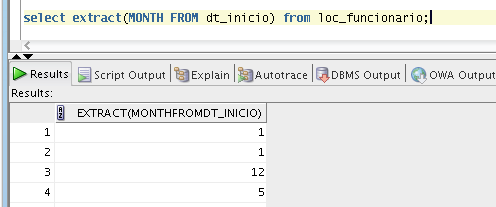 select extract(MONTH FROM dt_inicio) from loc_funcionario;
Results Script Output Explain Autotrace DBMS Output OWA Output
Results:
EXTRACT(MONTHFROMDT_INICIO)
1 1
2 1
3 12
4 5